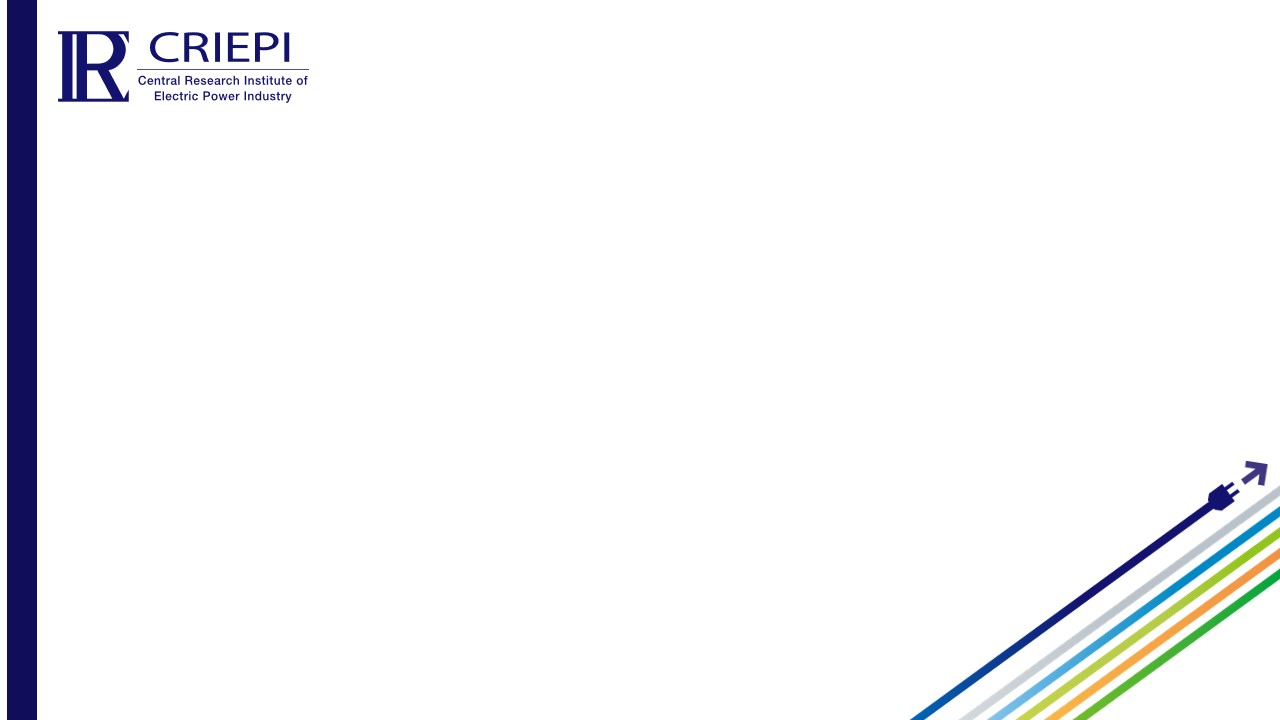 CRIEPI
Central Research Institute of
Electric Power Industry